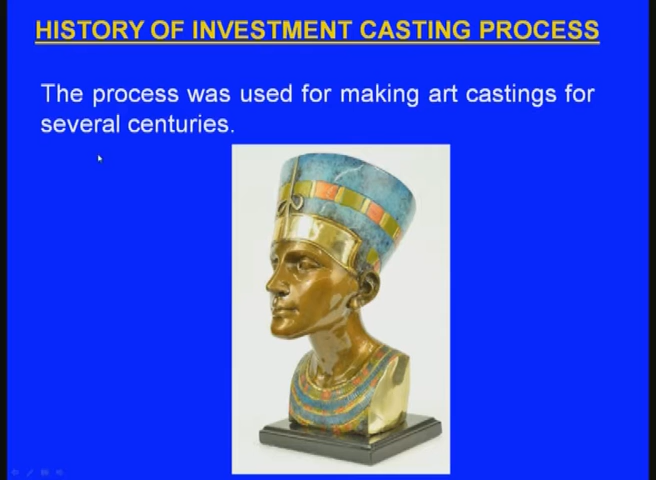 HISTORY OF INVESTMENT CASTING PROCESS
The process was used for making art castings for
several centuries.